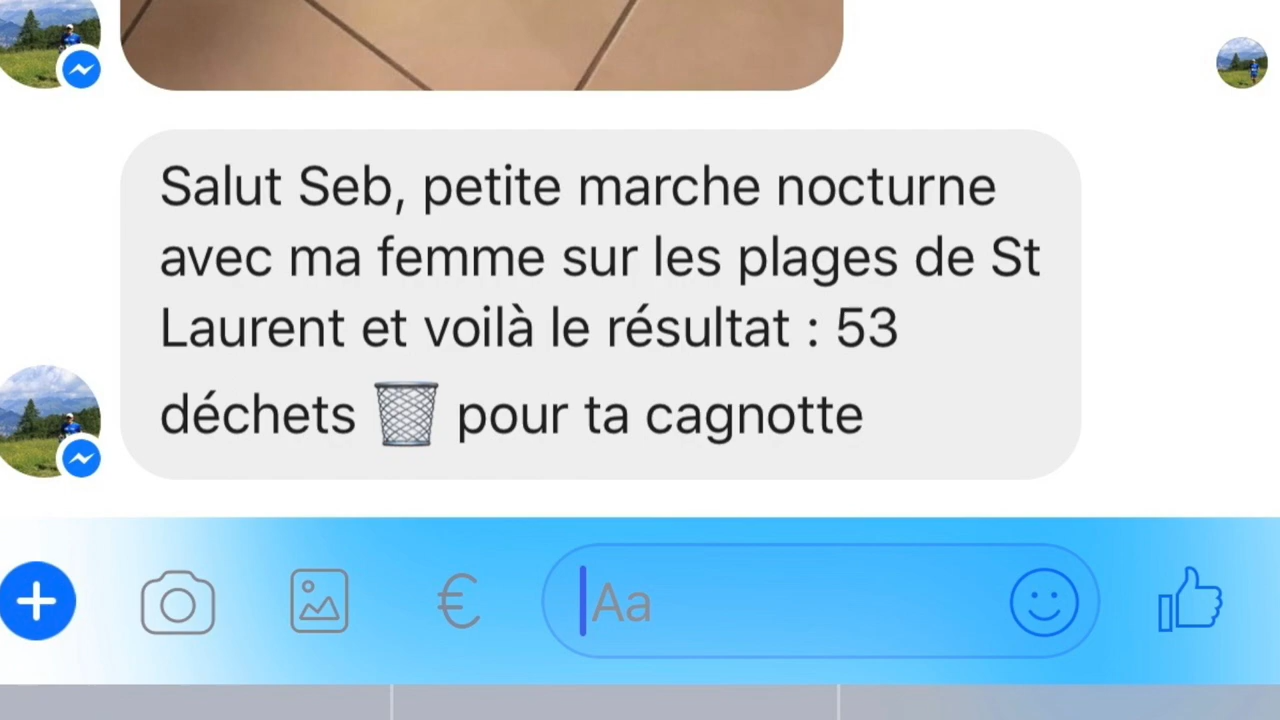 Salut Seb, petite marche nocturne
avec ma femme sur les plages de St
Laurent et voilà le résultat : 53
déchets 🗑️ pour ta cagnotte
€ Aa